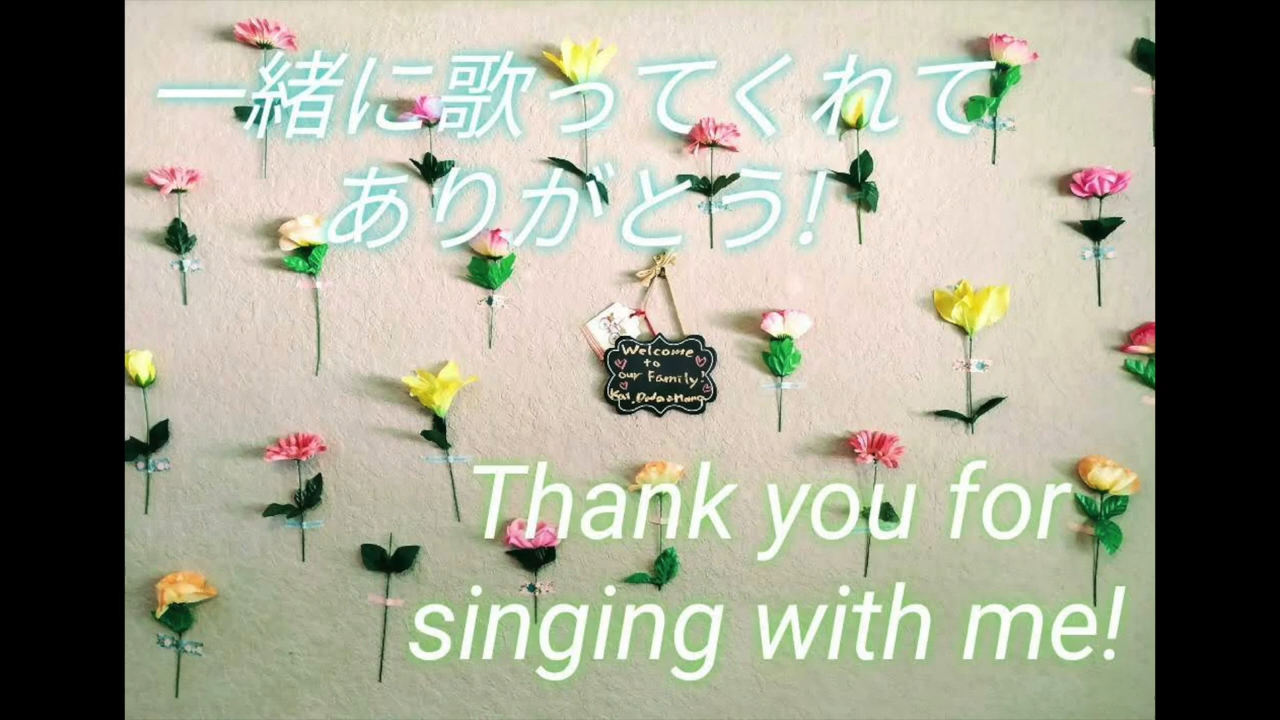 一緒に歌ってくれて
ありがとう!
Welcome
to
our Family!
Thank you for
singing with me!